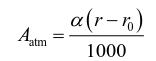 A_atm = α(r − r_0) / 1000